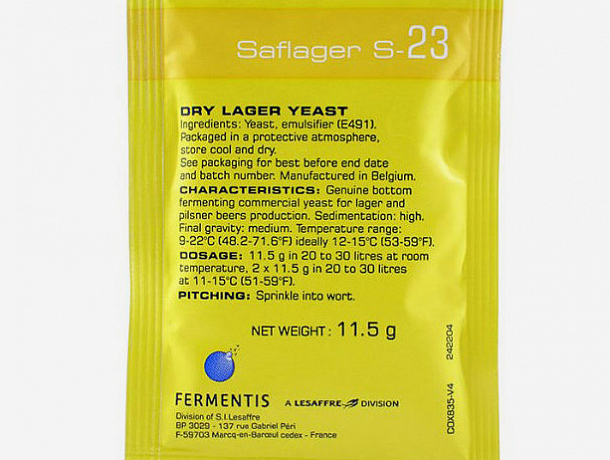 Saflager S-23
DRY LAGER YEAST
Ingredients: Yeast, emulsifier (E491).
Packaged in a protective atmosphere,
store cool and dry.
See packaging for best before end date
and batch number. Manufactured in Belgium.
CHARACTERISTICS: Genuine bottom
fermenting commercial yeast for lager and
pilsner beers production. Sedimentation: high.
Final gravity: medium. Temperature range:
9-22°C (48.2-71.6°F) ideally 12-15°C (53-59°F).
DOSAGE: 11.5 g in 20 to 30 litres at room
temperature, 2 x 11.5 g in 20 to 30 litres
at 11-15°C (51-59°F).
PITCHING: Sprinkle into wort.
NET WEIGHT: 11.5 g
FERMENTIS
A LESAFFRE DIVISION
Division of S.I.Lesaffre
BP 3029 - 137 rue Gabriel Péri
F-59703 Marcq-en-Barœul cedex - France
COX835-V4 242204